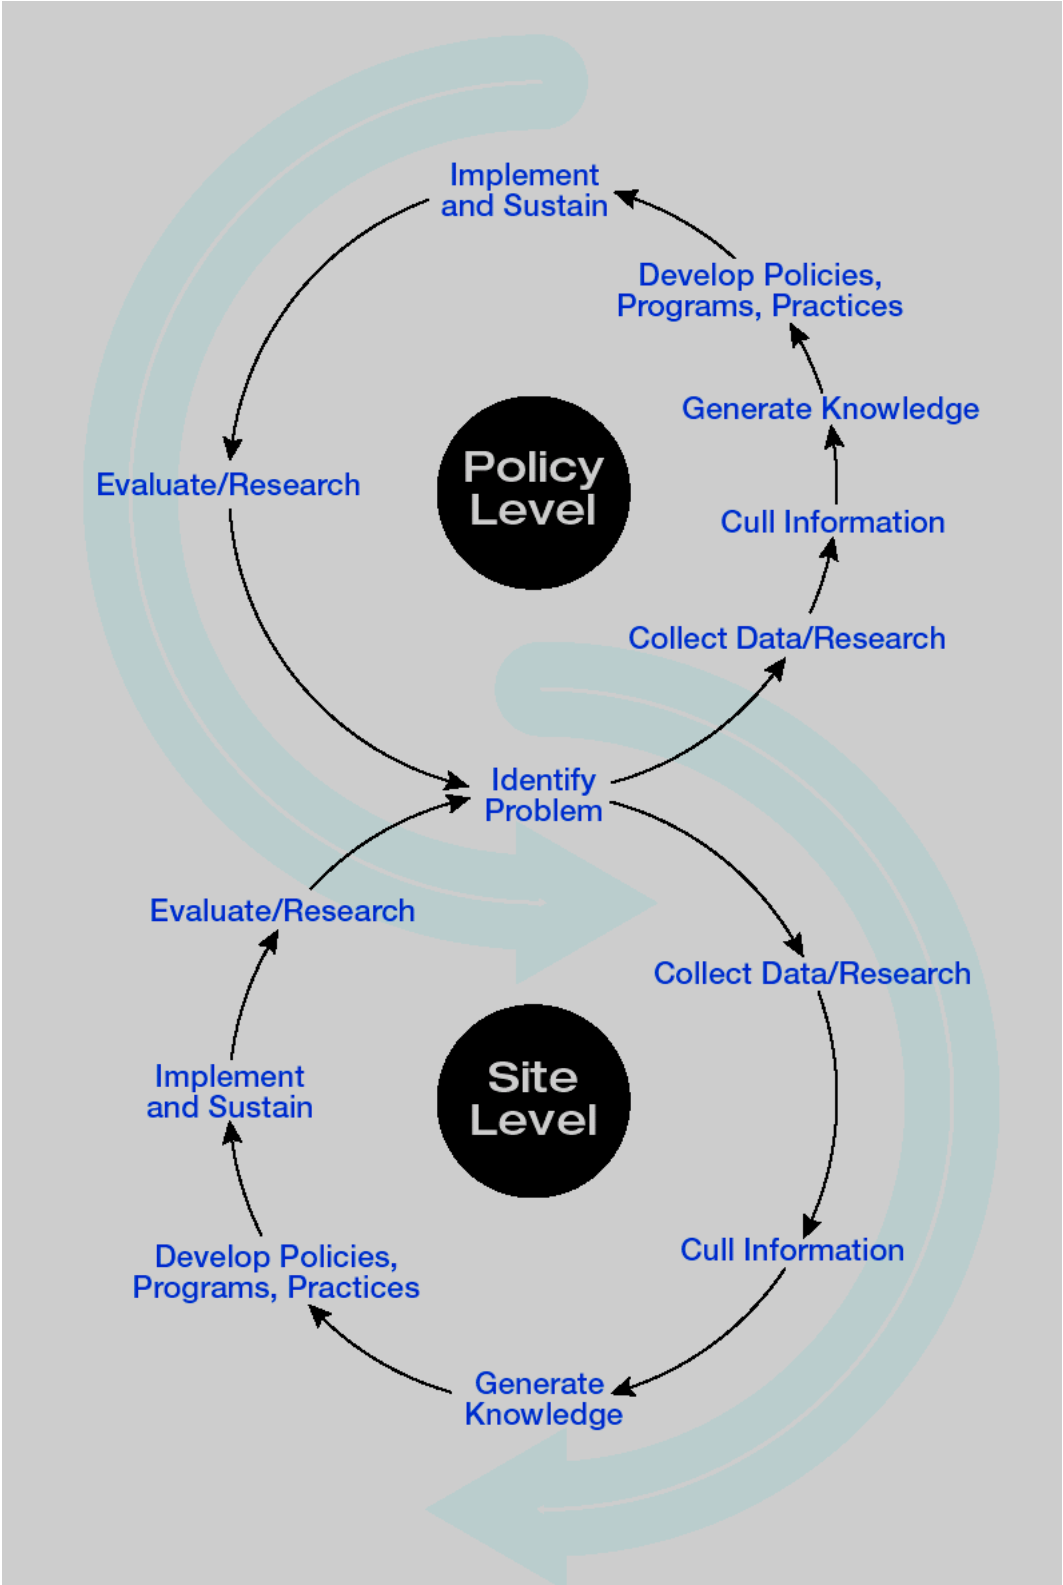 Implement
and Sustain
Develop Policies,
Programs, Practices
Generate Knowledge
Policy
Level
Evaluate/Research
Cull Information
Collect Data/Research
Identify
Problem
Evaluate/Research
Collect Data/Research
Site
Level
Implement
and Sustain
Cull Information
Develop Policies,
Programs, Practices
Generate
Knowledge